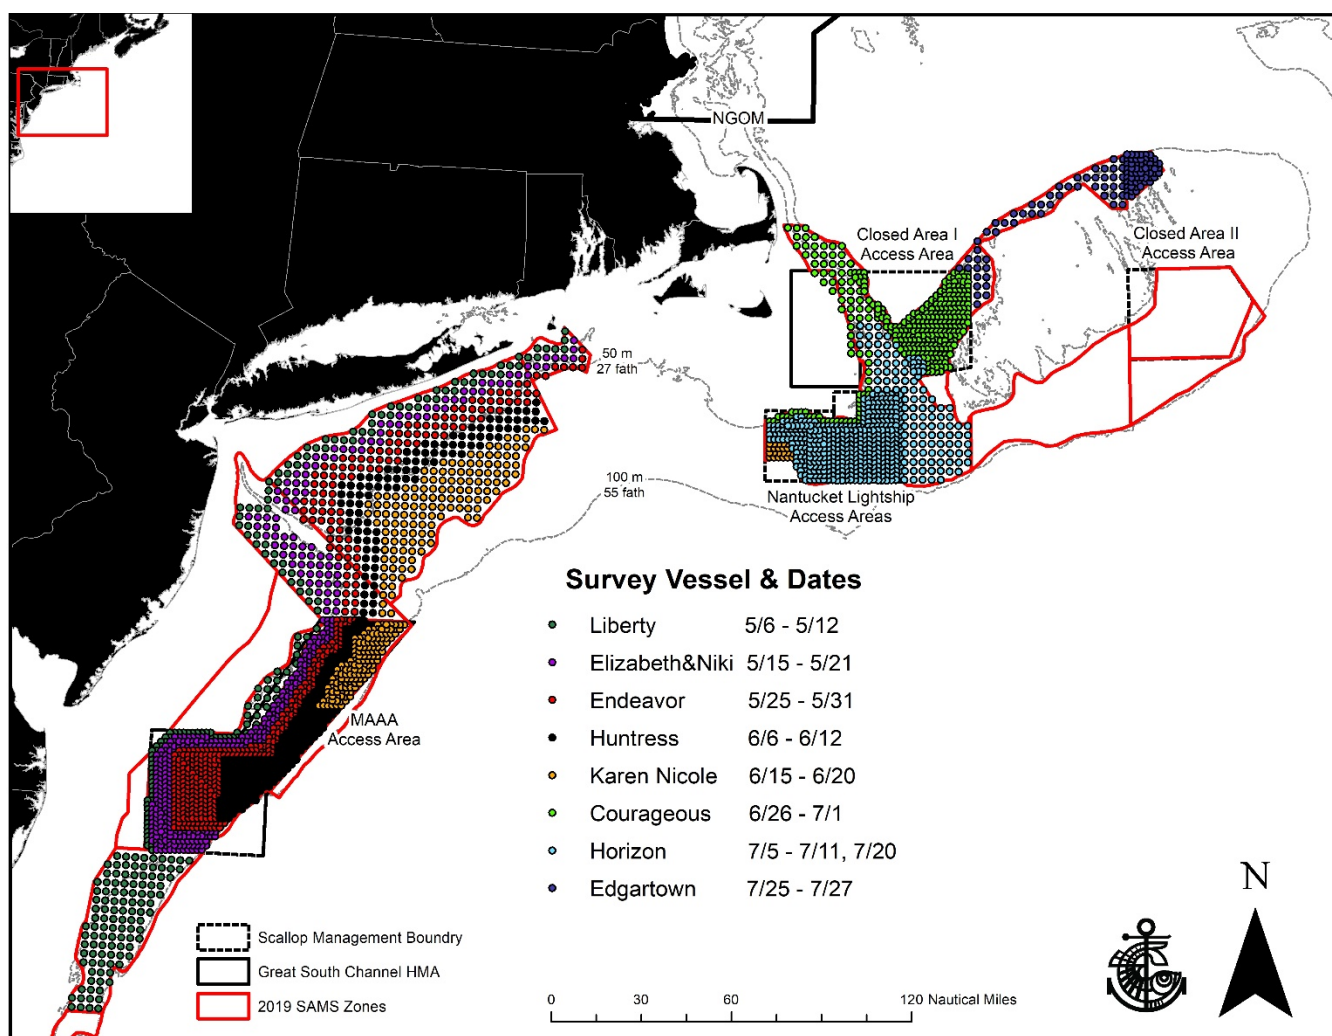 NGOM
Closed Area I
Access Area
Closed Area II
Access Area
50 m
27 fath
100 m
55 fath
Nantucket Lightship
Access Areas
MAAA
Access Area
Survey Vessel & Dates
Liberty 5/6 - 5/12
Elizabeth&Niki 5/15 - 5/21
Endeavor 5/25 - 5/31
Huntress 6/6 - 6/12
Karen Nicole 6/15 - 6/20
Courageous 6/26 - 7/1
Horizon 7/5 - 7/11, 7/20
Edgartown 7/25 - 7/27
Scallop Management Boundry
Great South Channel HMA
2019 SAMS Zones
0 30 60 120 Nautical Miles
N